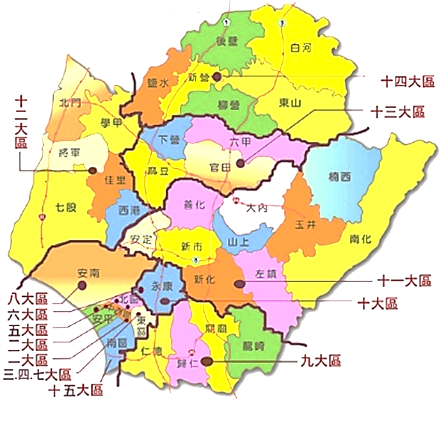 後壁
白河
鹽水
新營
十四大區
北門
柳營
東山
十三大區
十二大區
學甲
下營
六甲
將軍
官田
麻豆
楠西
佳里
七股
西港
善化
大內
玉井
安定
山上
南化
新市
安南
左鎮
新化
永康
北區
八大區
六大區
五大區
二大區
一大區
三.四.七大區
十五大區
安平
東區
南區
仁德
歸仁
關廟
龍崎
十一大區
十大區
九大區
1
3